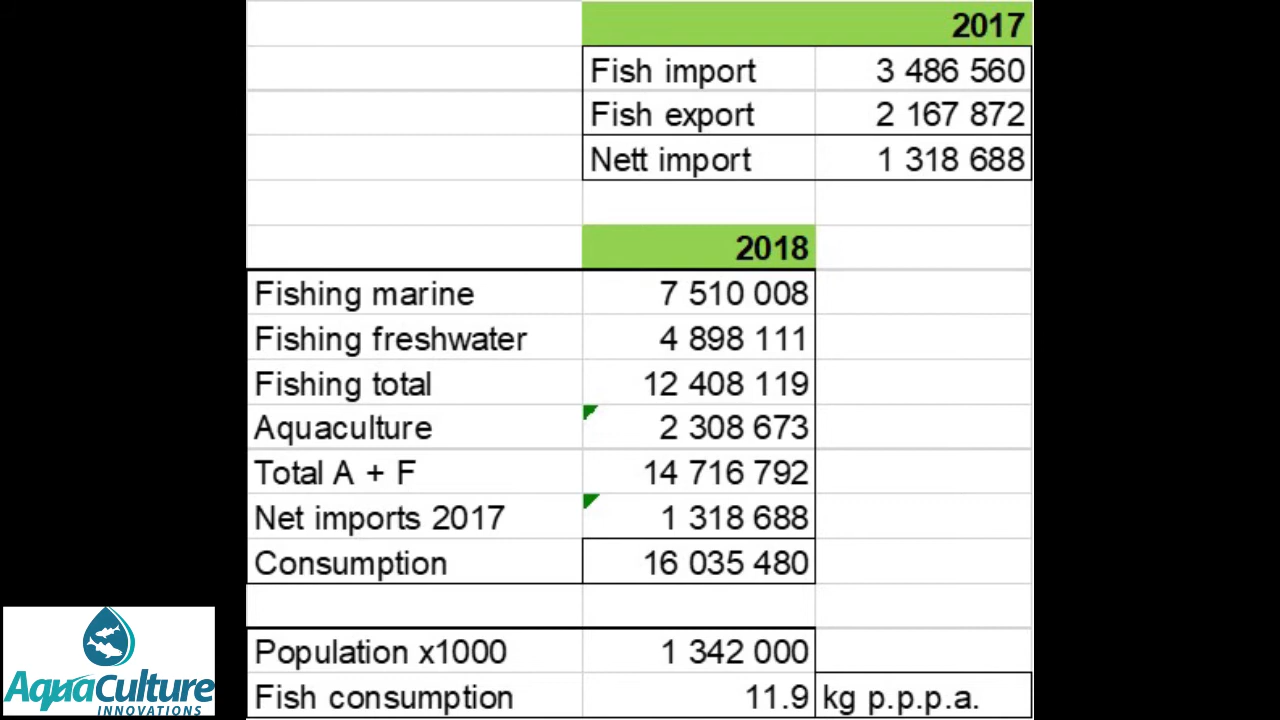 2017
Fish import 3 486 560
Fish export 2 167 872
Nett import 1 318 688
2018
Fishing marine 7 510 008
Fishing freshwater 4 898 111
Fishing total 12 408 119
Aquaculture 2 308 673
Total A + F 14 716 792
Net imports 2017 1 318 688
Consumption 16 035 480
Population x1000 1 342 000
Fish consumption 11.9 kg p.p.p.a.
AquaCulture
INNOVATIONS